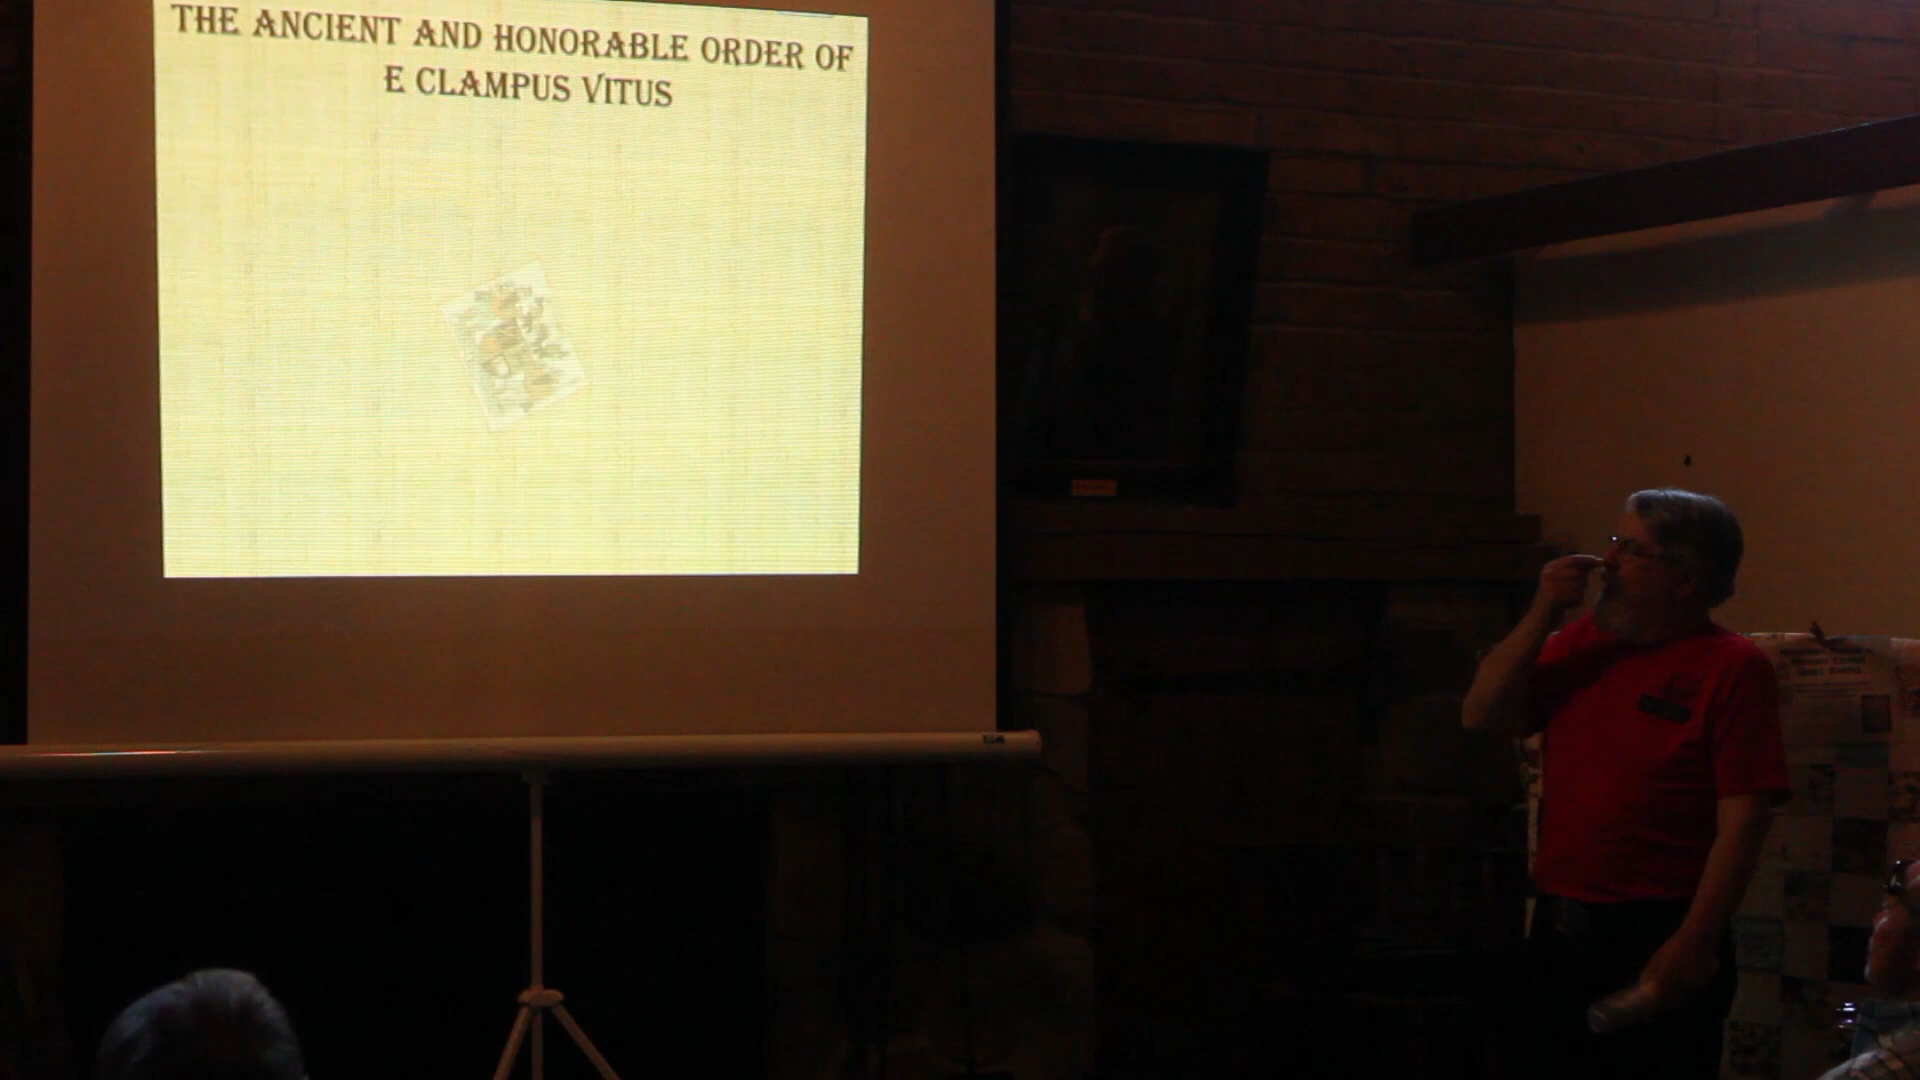 THE ANCIENT AND HONORABLE ORDER OF
E CLAMPUS VITUS